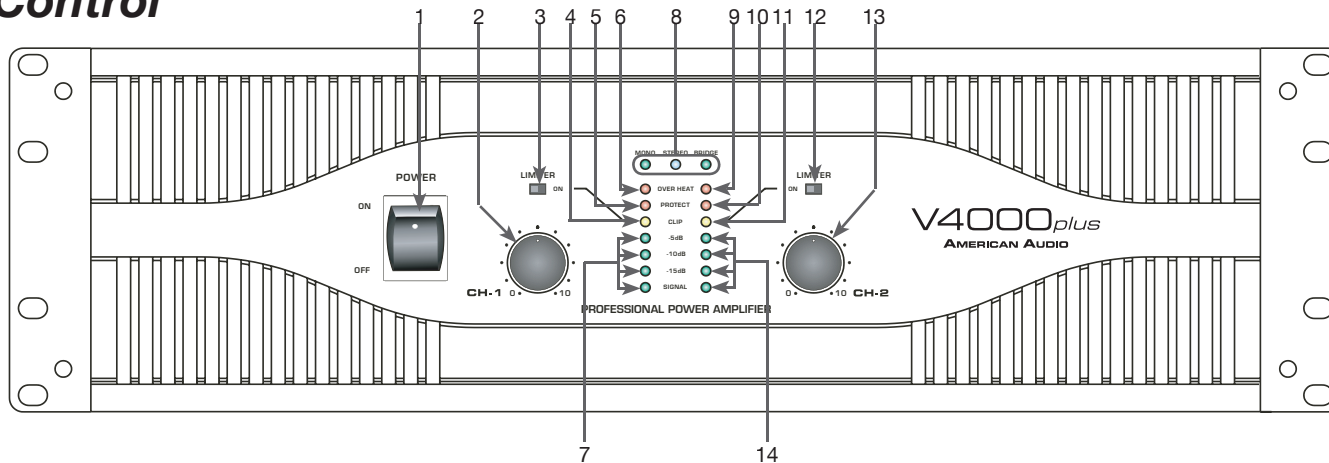 Control
1 2 3 4 5 6 8 9 10 11 12 13
MONO STEREO BRIDGE
POWER
LIMITER
OVER HEAT
LIMITER
ON
ON
PROTECT
ON
CLIP
V4000 plus
AMERICAN AUDIO
-5dB
-10dB
OFF
-15dB
CH-1 0 10
SIGNAL
0 10 CH-2
PROFESSIONAL POWER AMPLIFIER
7 14